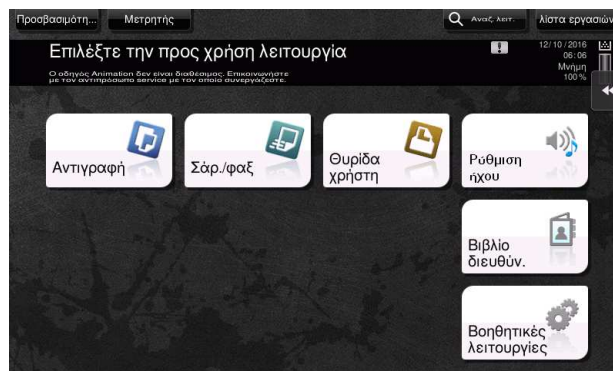 Προσβασιμότη...
Μετρητής
Αναζ. λειτ.
λίστα εργασιών
Επιλέξτε την προς χρήση λειτουργία
Ο οδηγός Animation δεν είναι διαθέσιμος. Επικοινωνήστε
με τον αντιπρόσωπο service με τον οποίο συνεργάζεστε.
12/10/2016
06:06
Μνήμη
100%
Αντιγραφή
Σάρ./φαξ
Θυρίδα
χρήστη
Ρύθμιση
ήχου
Βιβλίο
διευθύν.
Βοηθητικές
λειτουργίες